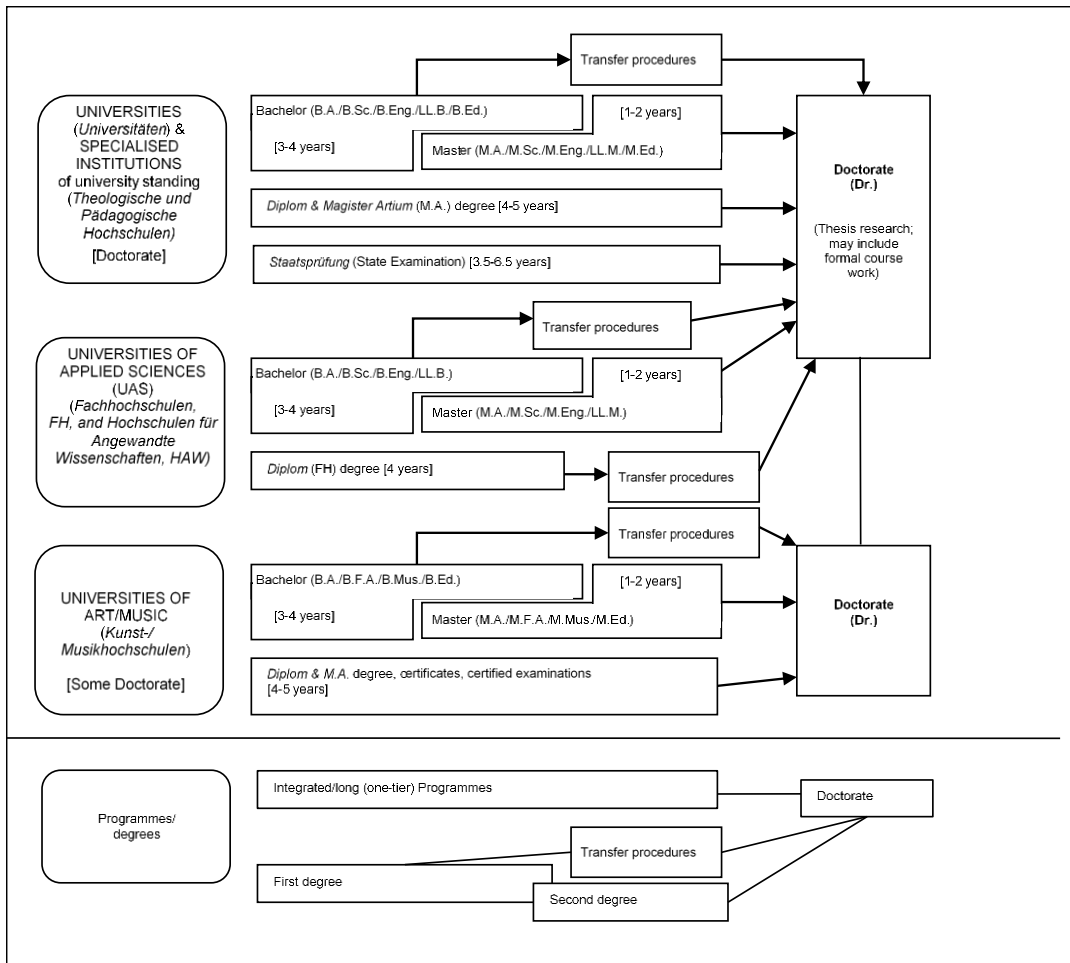 Transfer procedures
UNIVERSITIES
(Universitäten) &
SPECIALISED
INSTITUTIONS
of university standing
(Theologische und
Pädagogische
Hochschulen)
[Doctorate]
Bachelor (B.A./B.Sc./B.Eng./LL.B./B.Ed.)
[3-4 years]
[1-2 years]
Master (M.A./M.Sc./M.Eng./LL.M./M.Ed.)
Diplom & Magister Artium (M.A.) degree [4-5 years]
Staatsprüfung (State Examination) [3.5-6.5 years]
Doctorate
(Dr.)
(Thesis research;
may include
formal course
work)
Transfer procedures
UNIVERSITIES OF
APPLIED SCIENCES
(UAS)
(Fachhochschulen,
FH, and Hochschulen für
Angewandte
Wissenschaften, HAW)
Bachelor (B.A./B.Sc./B.Eng./LL.B.)
[3-4 years]
[1-2 years]
Master (M.A./M.Sc./M.Eng./LL.M.)
Diplom (FH) degree [4 years]
Transfer procedures
Transfer procedures
UNIVERSITIES OF
ART/MUSIC
(Kunst-/
Musikhochschulen)
[Some Doctorate]
Bachelor (B.A./B.F.A./B.Mus./B.Ed.)
[3-4 years]
[1-2 years]
Master (M.A./M.F.A./M.Mus./M.Ed.)
Diplom & M.A. degree, certificates, certified examinations
[4-5 years]
Doctorate
(Dr.)
Programmes/
degrees
Integrated/long (one-tier) Programmes
Doctorate
Transfer procedures
First degree
Second degree